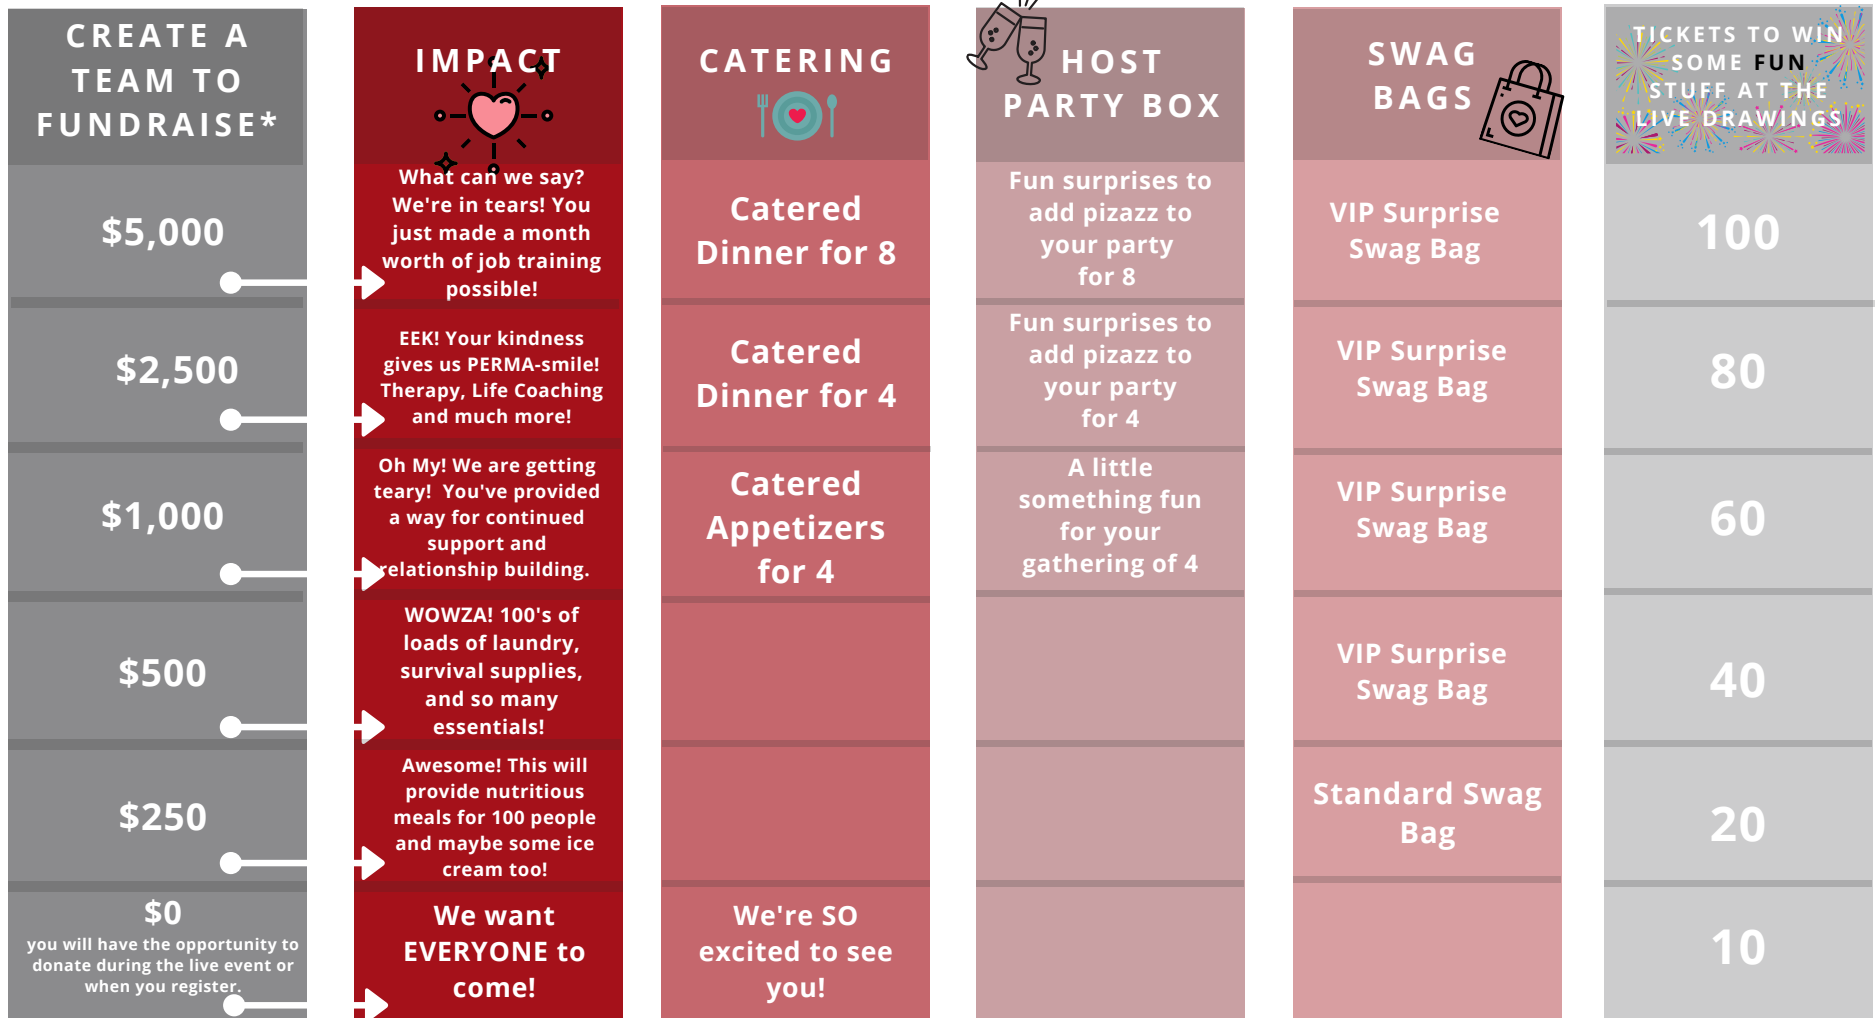 CREATE A
TEAM TO
FUNDRAISE*
IMPACT
CATERING
HOST
PARTY BOX
SWAG
BAGS
TICKETS TO WIN
SOME FUN
STUFF AT THE
LIVE DRAWINGS
$5,000
What can we say?
We're in tears! You
just made a month
worth of job training
possible!
Catered
Dinner for 8
Fun surprises to
add pizazz to
your party
for 8
VIP Surprise
Swag Bag
100
$2,500
EEK! Your kindness
gives us PERMA-smile!
Therapy, Life Coaching
and much more!
Catered
Dinner for 4
Fun surprises to
add pizazz to
your party
for 4
VIP Surprise
Swag Bag
80
$1,000
Oh My! We are getting
teary!  You've provided
a way for continued
support and
relationship building.
Catered
Appetizers
for 4
A little
something fun
for your
gathering of 4
VIP Surprise
Swag Bag
60
$500
WOWZA! 100's of
loads of laundry,
survival supplies,
and so many
essentials!
VIP Surprise
Swag Bag
40
$250
Awesome! This will
provide nutritious
meals for 100 people
and maybe some ice
cream too!
Standard Swag
Bag
20
$0
you will have the opportunity to
donate during the live event or
when you register.
We want
EVERYONE to
come!
We're SO
excited to see
you!
10